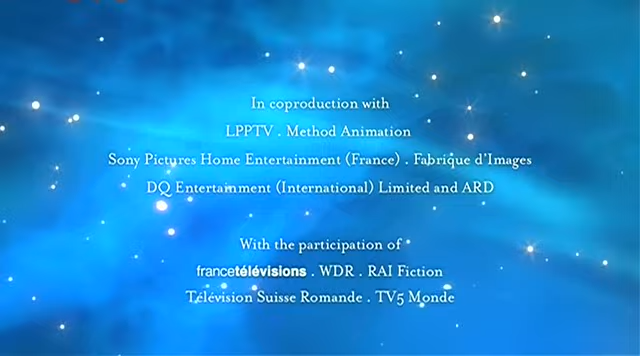 In coproduction with
LPPTV . Method Animation
Sony Pictures Home Entertainment (France) . Fabrique d'Images
DQ Entertainment (International) Limited and ARD
With the participation of
francetélévisions . WDR . RAI Fiction
Télévision Suisse Romande . TV5 Monde